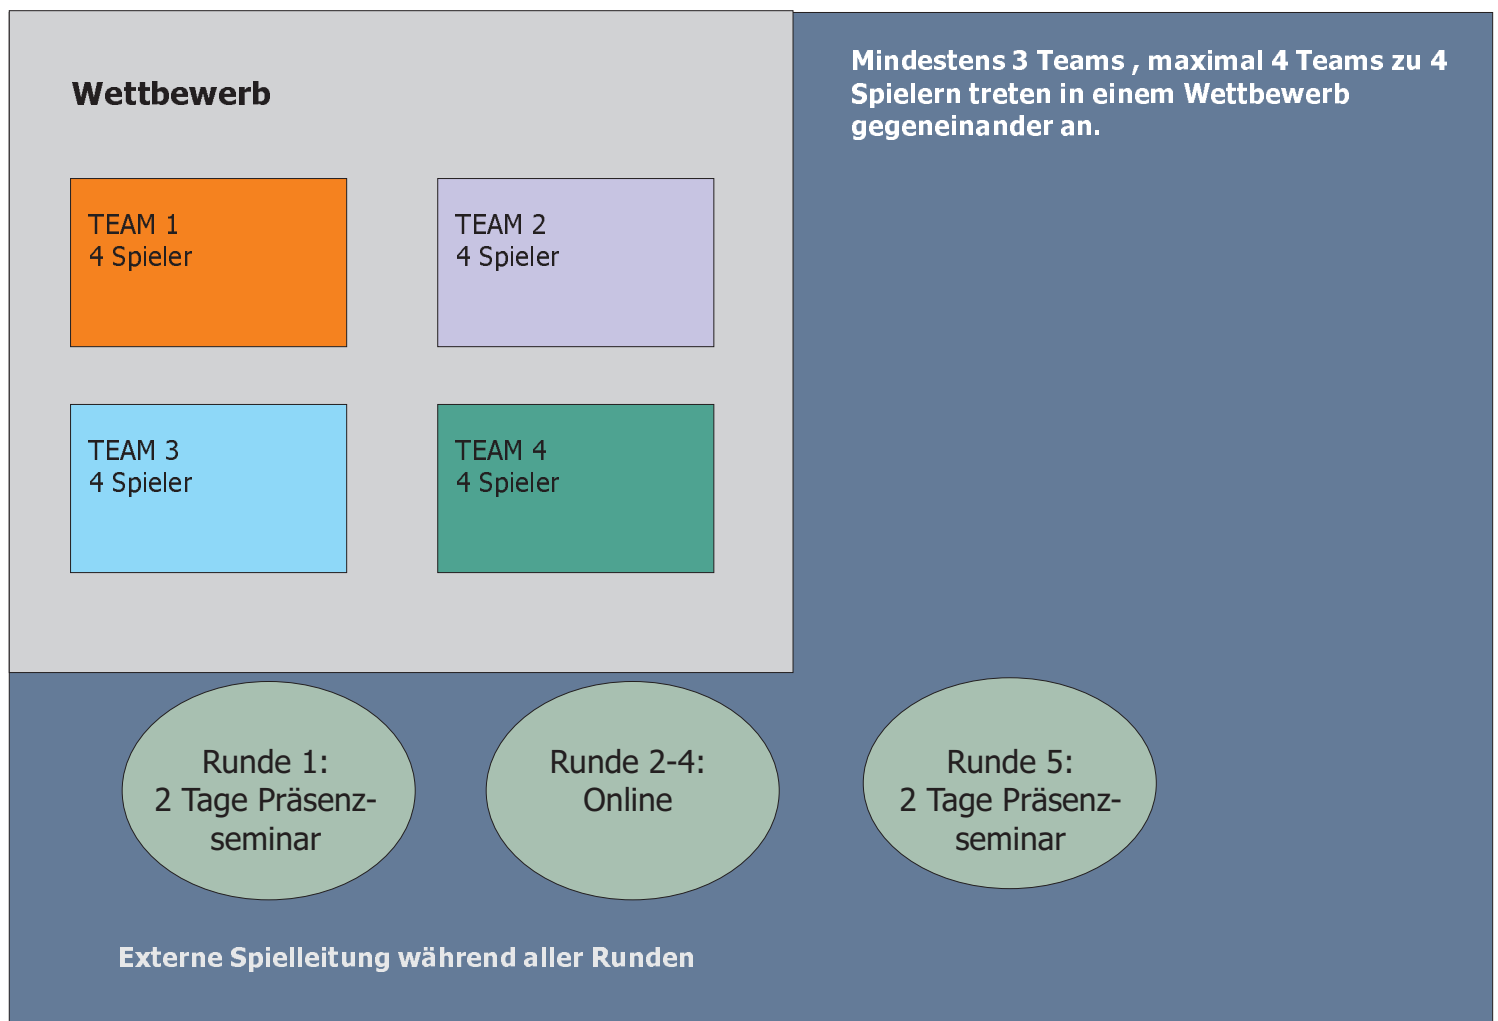 Wettbewerb
Mindestens 3 Teams , maximal 4 Teams zu 4
Spielern treten in einem Wettbewerb
gegeneinander an.
TEAM 1
4 Spieler
TEAM 2
4 Spieler
TEAM 3
4 Spieler
TEAM 4
4 Spieler
Runde 1:
2 Tage Präsenz-
seminar
Runde 2-4:
Online
Runde 5:
2 Tage Präsenz-
seminar
Externe Spielleitung während aller Runden